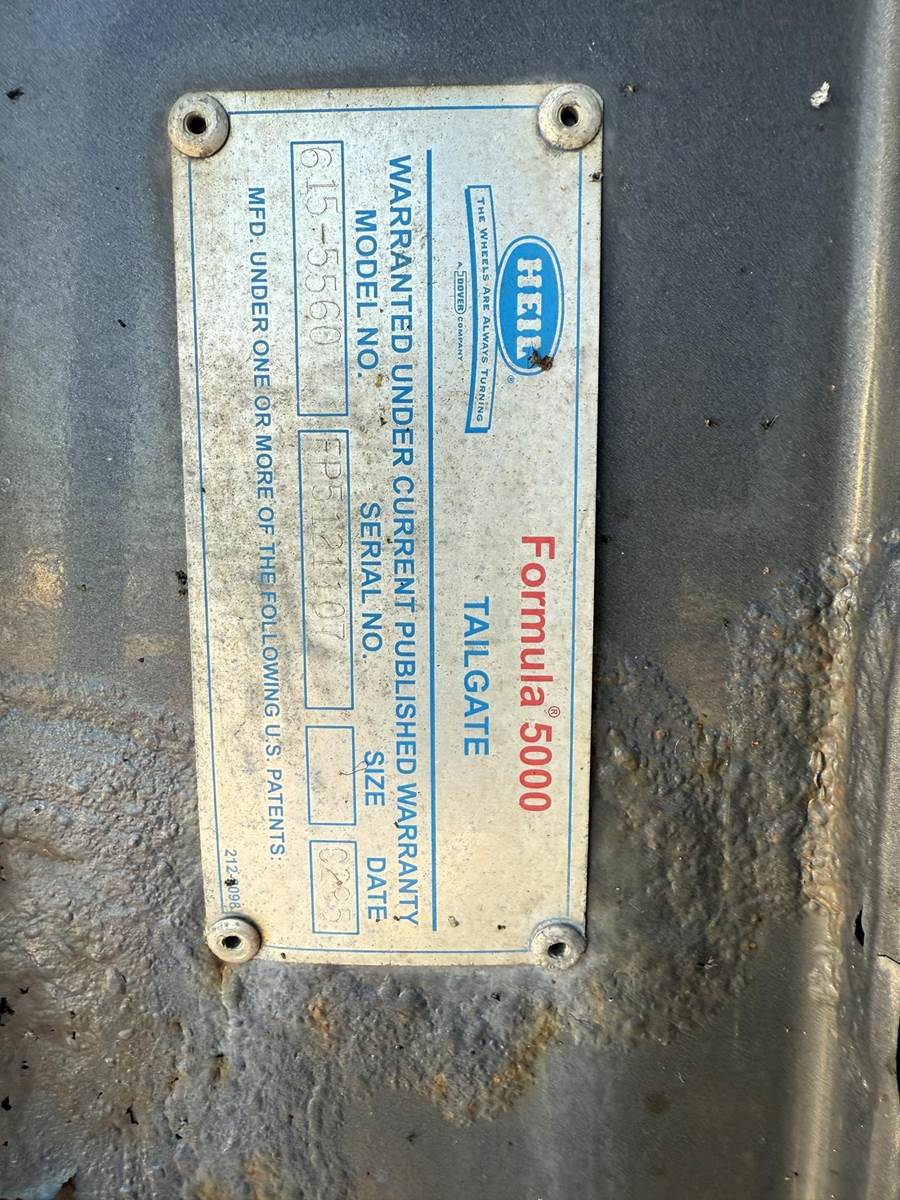 HEIL®
THE WHEELS ARE ALWAYS TURNING
A DOVER COMPANY
Formula® 5000
TAILGATE
WARRANTED UNDER CURRENT PUBLISHED WARRANTY
MODEL NO. SERIAL NO. SIZE DATE
615-5560
MFD. UNDER ONE OR MORE OF THE FOLLOWING U.S. PATENTS: